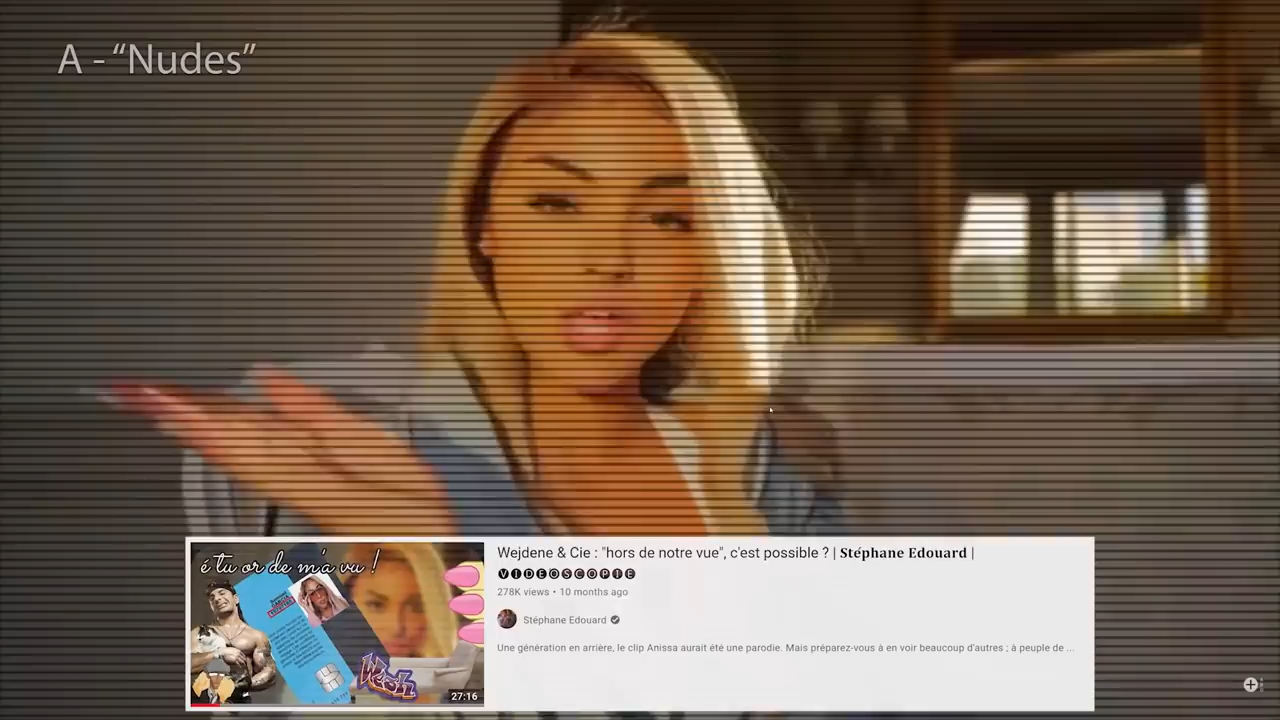 A - “Nudes”
é tu or de m'a vu !
Yeah
27:16
Wejdene & Cie : "hors de notre vue", c'est possible ? | Stéphane Edouard |
VIDEOSCOPIE
278K views • 10 months ago
Stéphane Edouard
Une génération en arrière, le clip Anissa aurait été une parodie. Mais préparez-vous à en voir beaucoup d'autres ; à peuple de ...